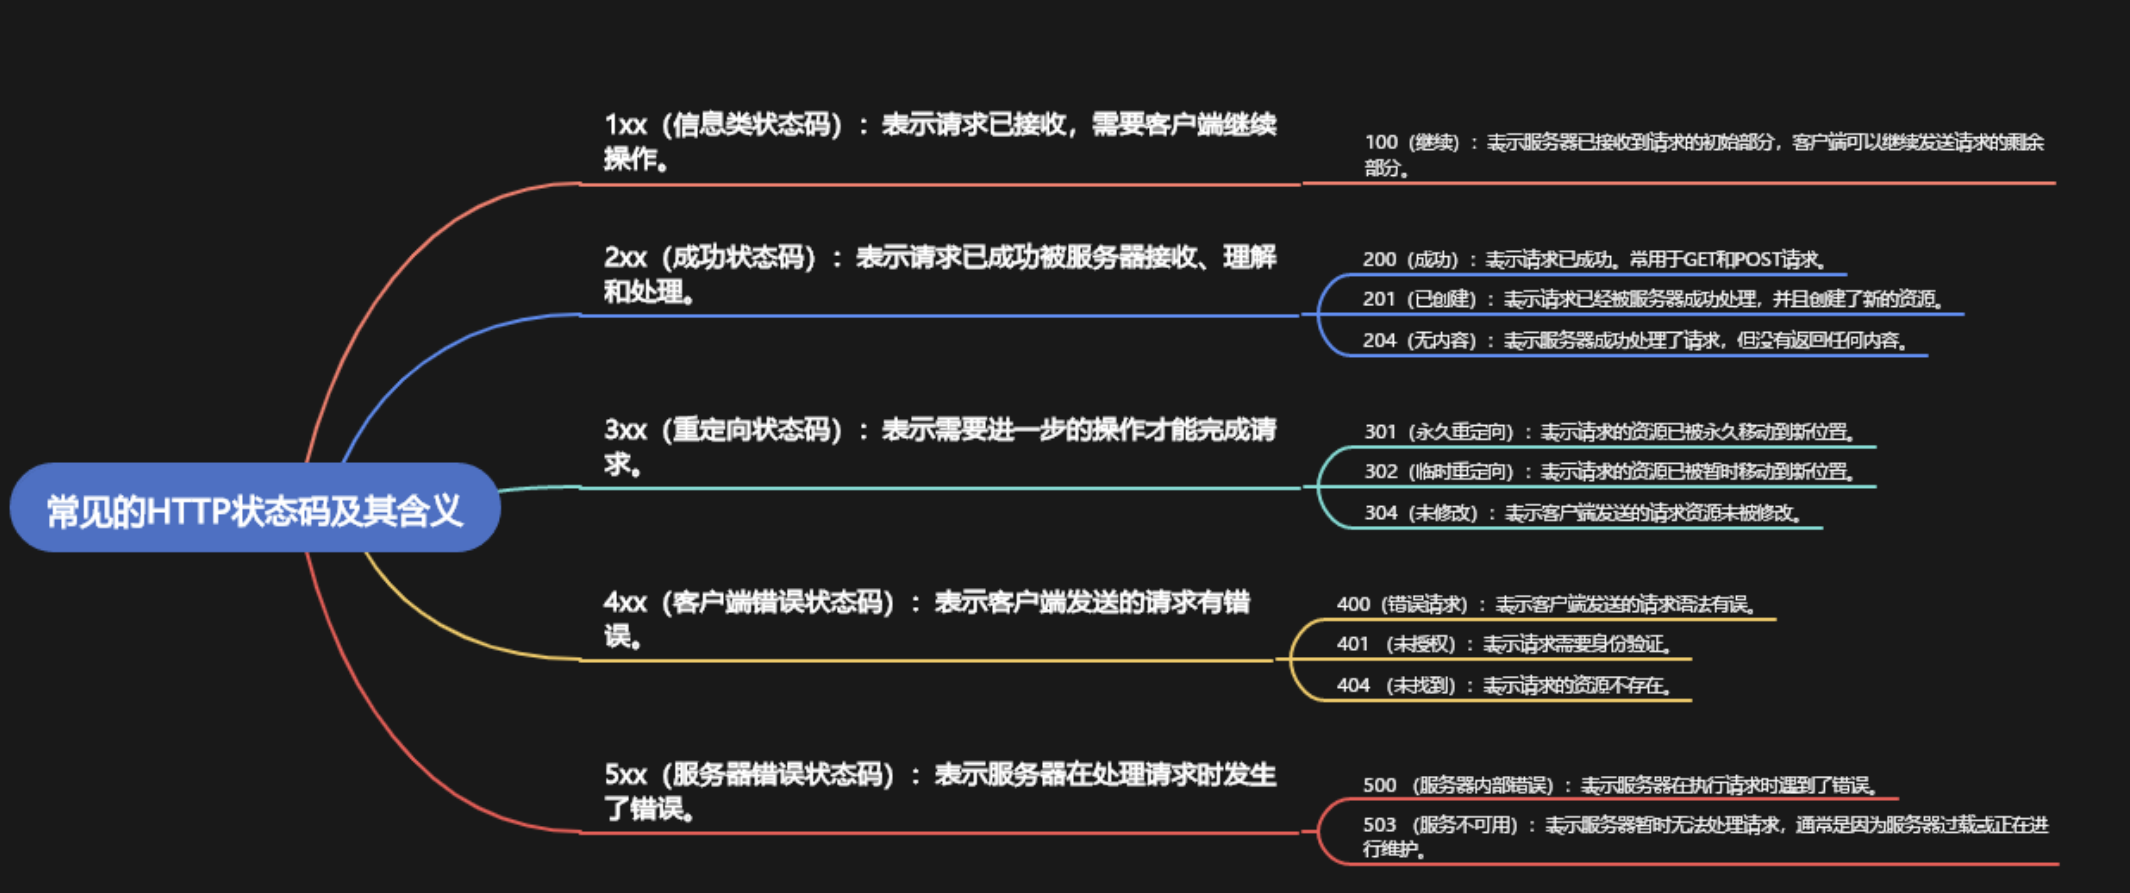 常见的HTTP状态码及其含义
1xx（信息类状态码）：表示请求已接收，需要客户端继续
操作。
100（继续）：表示服务器已接收到请求的初始部分，客户端可以继续发送请求的剩余
部分。
2xx（成功状态码）：表示请求已成功被服务器接收、理解
和处理。
200（成功）：表示请求已成功。常用于GET和POST请求。
201（已创建）：表示请求已经被服务器成功处理，并且创建了新的资源。
204（无内容）：表示服务器成功处理了请求，但没有返回任何内容。
3xx（重定向状态码）：表示需要进一步的操作才能完成请
求。
301（永久重定向）：表示请求的资源已被永久移动到新位置。
302（临时重定向）：表示请求的资源已被暂时移动到新位置。
304（未修改）：表示客户端发送的请求资源未被修改。
4xx（客户端错误状态码）：表示客户端发送的请求有错
误。
400（错误请求）：表示客户端发送的请求语法有误。
401 （未授权）：表示请求需要身份验证。
404 （未找到）：表示请求的资源不存在。
5xx（服务器错误状态码）：表示服务器在处理请求时发生
了错误。
500 （服务器内部错误）：表示服务器在执行请求时遇到了错误。
503 （服务不可用）：表示服务器暂时无法处理请求，通常是因为服务器过载或正在进
行维护。